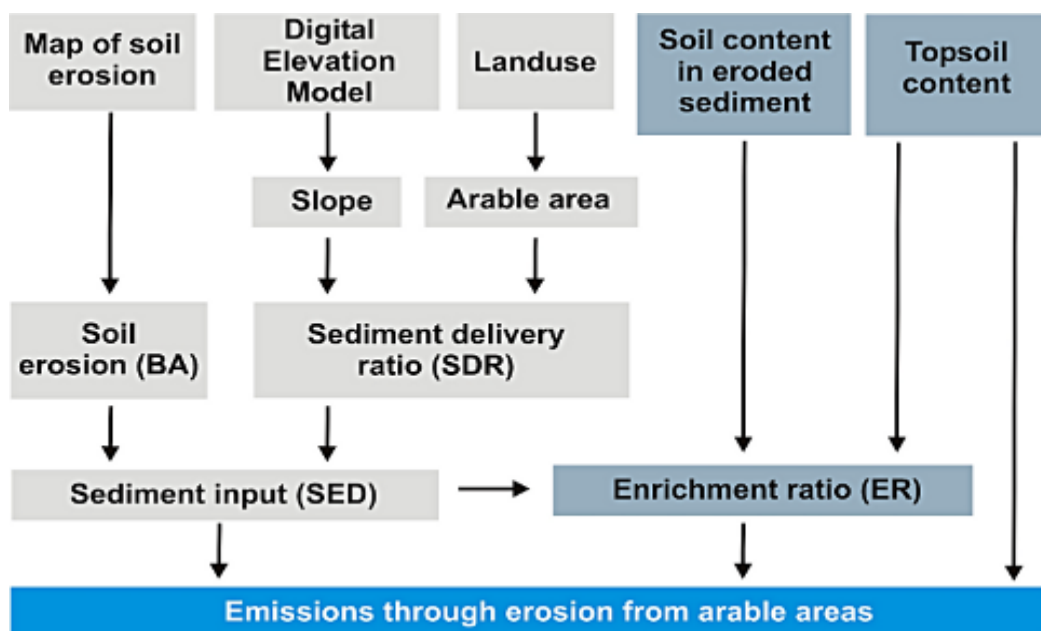 Map of soil
erosion
Digital
Elevation
Model
Landuse
Soil content
in eroded
sediment
Topsoil
content
Slope
Arable area
Soil
erosion (BA)
Sediment delivery
ratio (SDR)
Sediment input (SED)
Enrichment ratio (ER)
Emissions through erosion from arable areas